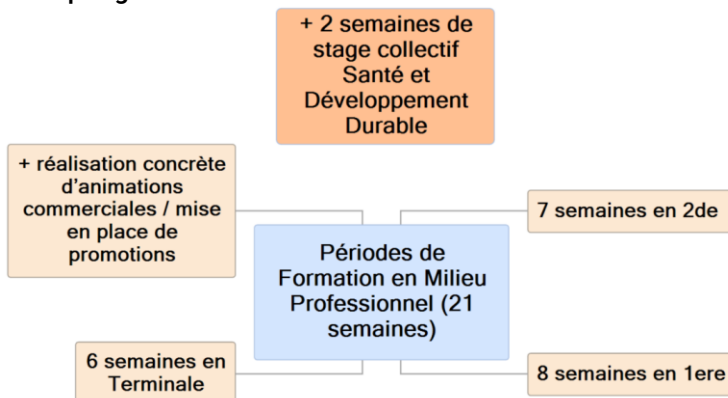 + 2 semaines de
stage collectif
Santé et
Développement
Durable
+ réalisation concrète
d'animations
commerciales / mise
en place de
promotions
7 semaines en 2de
Périodes de
Formation en Milieu
Professionnel (21
semaines)
6 semaines en
Terminale
8 semaines en 1ere